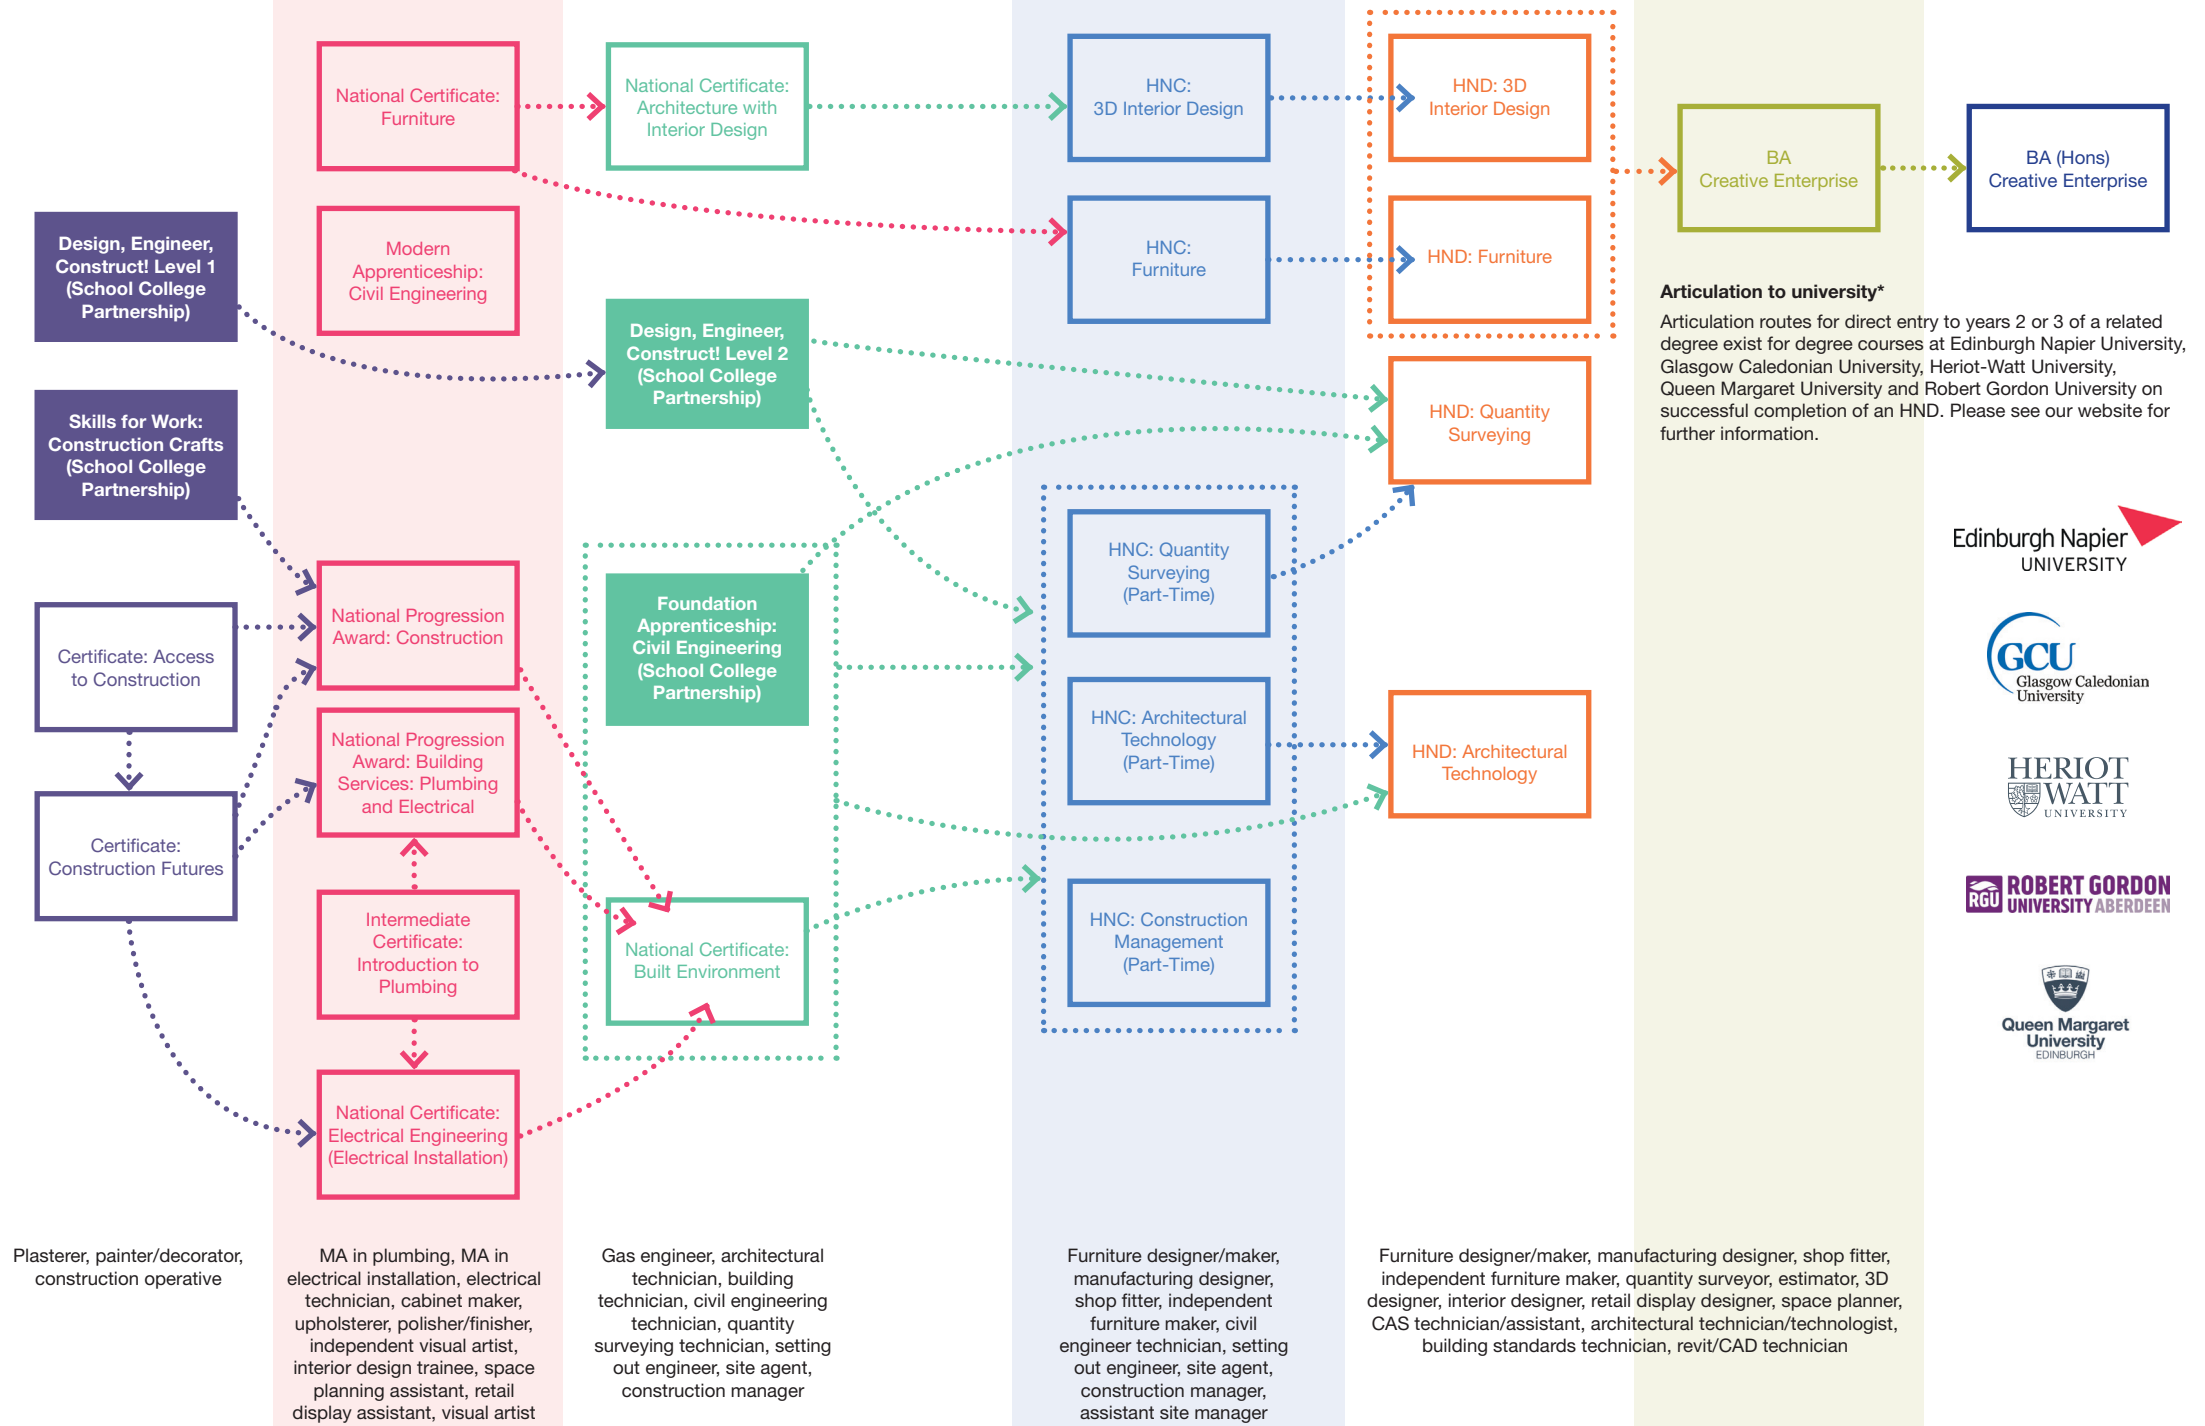 National Certificate:
Furniture
National Certificate:
Architecture with
Interior Design
HNC:
3D Interior Design
HND: 3D
Interior Design
BA
Creative Enterprise
BA (Hons)
Creative Enterprise
Design, Engineer,
Construct! Level 1
(School College
Partnership)
Modern
Apprenticeship:
Civil Engineering
HNC:
Furniture
HND: Furniture
Articulation to university*
Articulation routes for direct entry to years 2 or 3 of a related
degree exist for degree courses at Edinburgh Napier University,
Glasgow Caledonian University, Heriot-Watt University,
Queen Margaret University and Robert Gordon University on
successful completion of an HND. Please see our website for
further information.
Design, Engineer,
Construct! Level 2
(School College
Partnership)
Skills for Work:
Construction Crafts
(School College
Partnership)
HND: Quantity
Surveying
HNC: Quantity
Surveying
(Part-Time)
National Progression
Award: Construction
Foundation
Apprenticeship:
Civil Engineering
(School College
Partnership)
Certificate: Access
to Construction
HNC: Architectural
Technology
(Part-Time)
HND: Architectural
Technology
National Progression
Award: Building
Services: Plumbing
and Electrical
Certificate:
Construction Futures
Intermediate
Certificate:
Introduction to
Plumbing
National Certificate:
Built Environment
HNC: Construction
Management
(Part-Time)
National Certificate:
Electrical Engineering
(Electrical Installation)
Edinburgh Napier
UNIVERSITY
GCU
Glasgow Caledonian
University
HERIOT
WATT
UNIVERSITY
RGU
ROBERT GORDON
UNIVERSITY ABERDEEN
Queen Margaret
University
EDINBURGH
Plasterer, painter/decorator,
construction operative
MA in plumbing, MA in
electrical installation, electrical
technician, cabinet maker,
upholsterer, polisher/finisher,
independent visual artist,
interior design trainee, space
planning assistant, retail
display assistant, visual artist
Gas engineer, architectural
technician, building
technician, civil engineering
technician, quantity
surveying technician, setting
out engineer, site agent,
construction manager
Furniture designer/maker,
manufacturing designer,
shop fitter, independent
furniture maker, civil
engineer technician, setting
out engineer, site agent,
construction manager,
assistant site manager
Furniture designer/maker, manufacturing designer, shop fitter,
independent furniture maker, quantity surveyor, estimator, 3D
designer, interior designer, retail display designer, space planner,
CAS technician/assistant, architectural technician/technologist,
building standards technician, revit/CAD technician